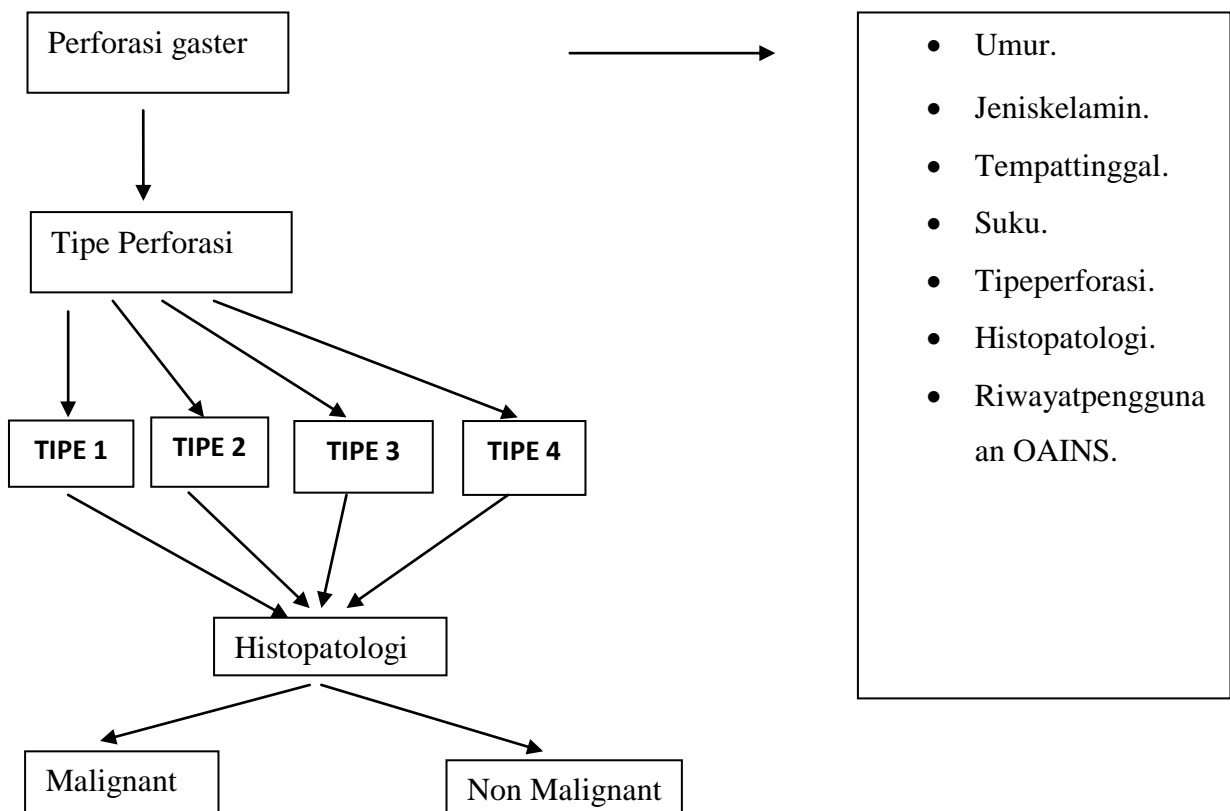 Perforasi gaster
Tipe Perforasi
TIPE 1
TIPE 2
TIPE 3
TIPE 4
Histopatologi
Malignant
Non Malignant
• Umur.
• Jeniskelamin.
• Tempattinggal.
• Suku.
• Tipeperforasi.
• Histopatologi.
• Riwayatpengguna
an OAINS.